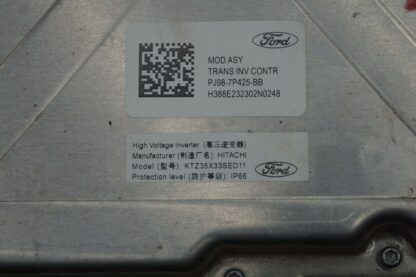 Ford
MOD ASY
TRANS INV CONTR
PJ98-7P425-BB
H388E232302N0248
High Voltage Inverter (高压逆变器)
Manufacturer (制造厂名): HITACHI
Model (型号): KTZ35X33SED11
Protection level (防护等级): IP66
Ford